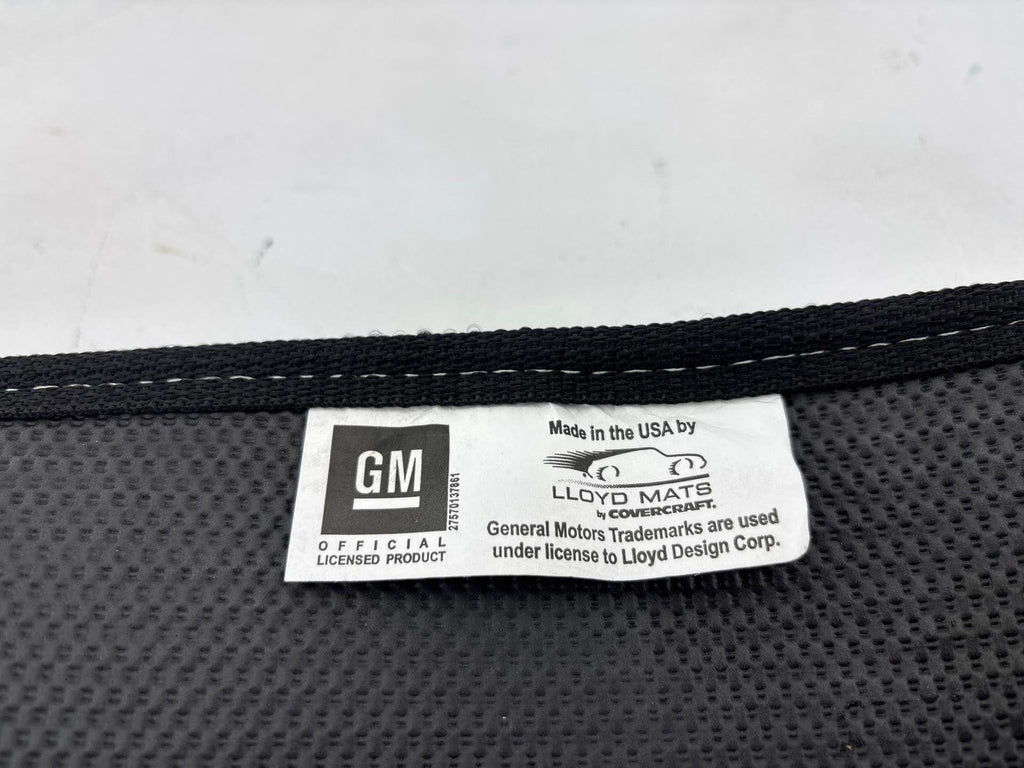 GM
27570137861
OFFICIAL
LICENSED PRODUCT
Made in the USA by
LLOYD MATS
by COVERCRAFT.
General Motors Trademarks are used
under license to Lloyd Design Corp.